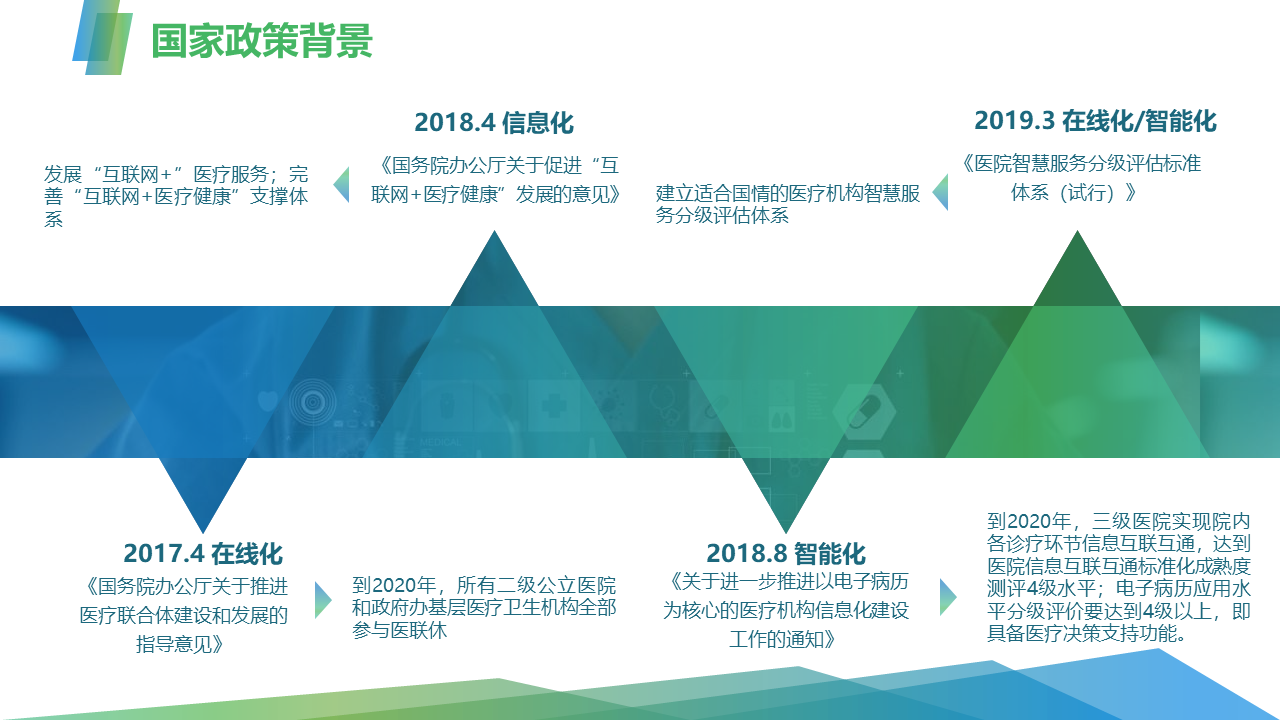 国家政策背景
2018.4 信息化
《国务院办公厅关于促进“互
联网+医疗健康”发展的意见》
发展“互联网+”医疗服务；完
善“互联网+医疗健康”支撑体
系
2019.3 在线化/智能化
《医院智慧服务分级评估标准
体系（试行）》
建立适合国情的医疗机构智慧服
务分级评估体系
MEDICAL
2017.4 在线化
《国务院办公厅关于推进
医疗联合体建设和发展的
指导意见》
到2020年，所有二级公立医院
和政府办基层医疗卫生机构全部
参与医联休
2018.8 智能化
《关于进一步推进以电子病历
为核心的医疗机构信息化建设
工作的通知》
到2020年，三级医院实现院内
各诊疗环节信息互联互通，达到
医院信息互联互通标准化成熟度
测评4级水平；电子病历应用水
平分级评价要达到4级以上，即
具备医疗决策支持功能。